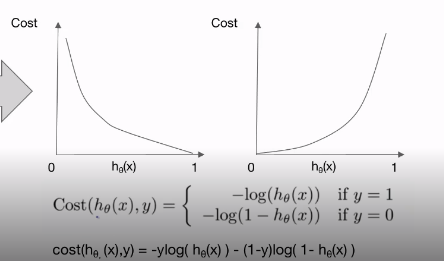 Cost
Cost
0 hθ(x) 1
0 hθ(x) 1
Cost(hθ(x), y) = { −log(hθ(x)) if y = 1
−log(1 − hθ(x)) if y = 0
cost(hθ (x),y) = -ylog( hθ(x) ) - (1-y)log( 1- hθ(x) )